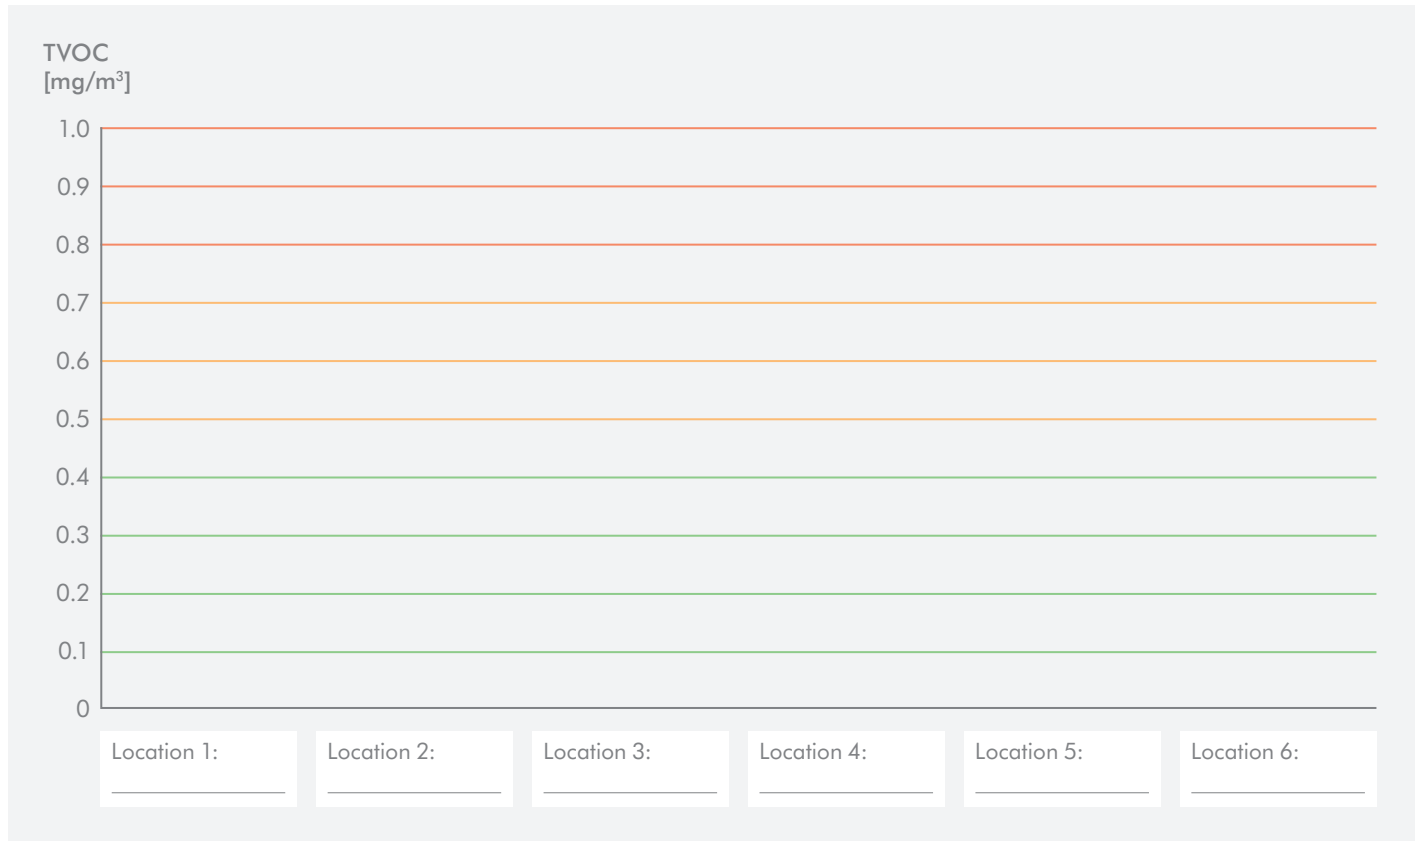 TVOC
[mg/m³]
1.0
0.9
0.8
0.7
0.6
0.5
0.4
0.3
0.2
0.1
0
Location 1:
Location 2:
Location 3:
Location 4:
Location 5:
Location 6: